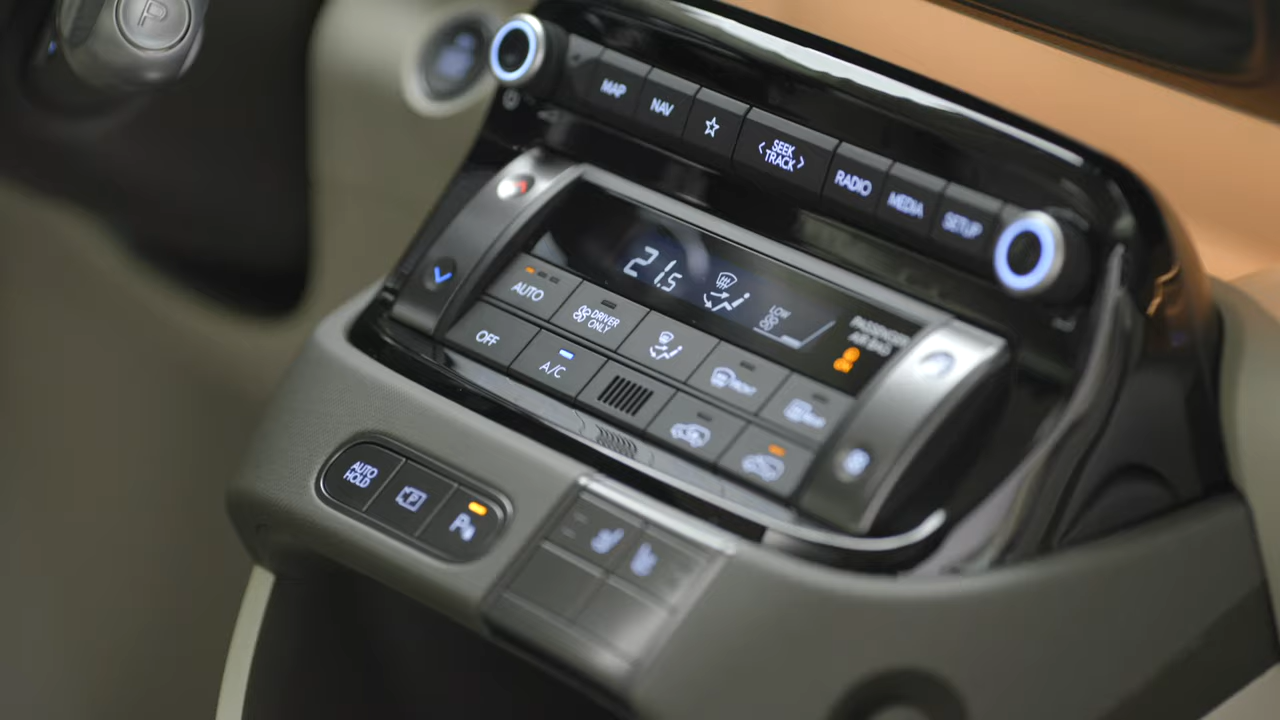 P
MAP
NAV
SEEK
TRACK
RADIO
MEDIA
SETUP
21.5
LOW
PASSENGER
AIR BAG
AUTO
DRIVER
ONLY
FRONT
OFF
A/C
AUTO
HOLD
P
P